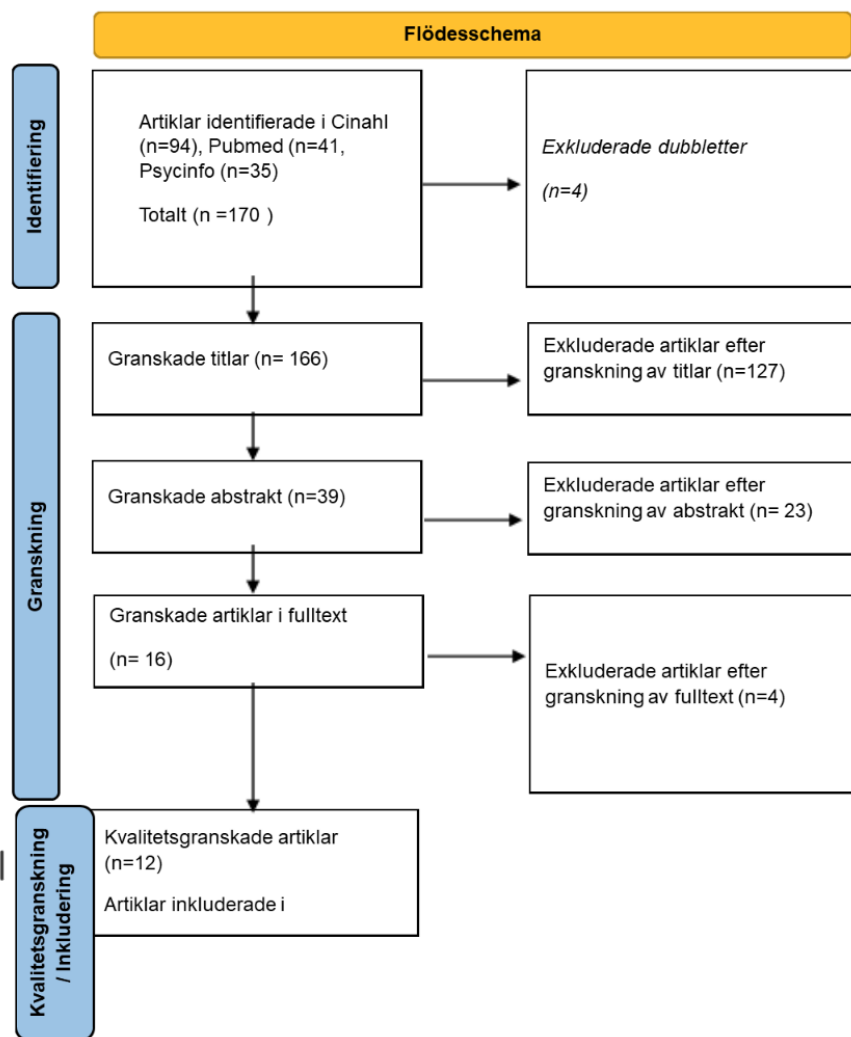 Flödesschema
Identifiering
Artiklar identifierade i Cinahl
(n=94), Pubmed (n=41,
Psycinfo (n=35)
Totalt (n =170 )
Exkluderade dubbletter
(n=4)
Granskning
Granskade titlar (n= 166)
Exkluderade artiklar efter
granskning av titlar (n=127)
Granskade abstrakt (n=39)
Exkluderade artiklar efter
granskning av abstrakt (n= 23)
Granskade artiklar i fulltext
(n= 16)
Exkluderade artiklar efter
granskning av fulltext (n=4)
Kvalitetsgranskning
/ Inkludering
Kvalitetsgranskade artiklar
(n=12)
Artiklar inkluderade i